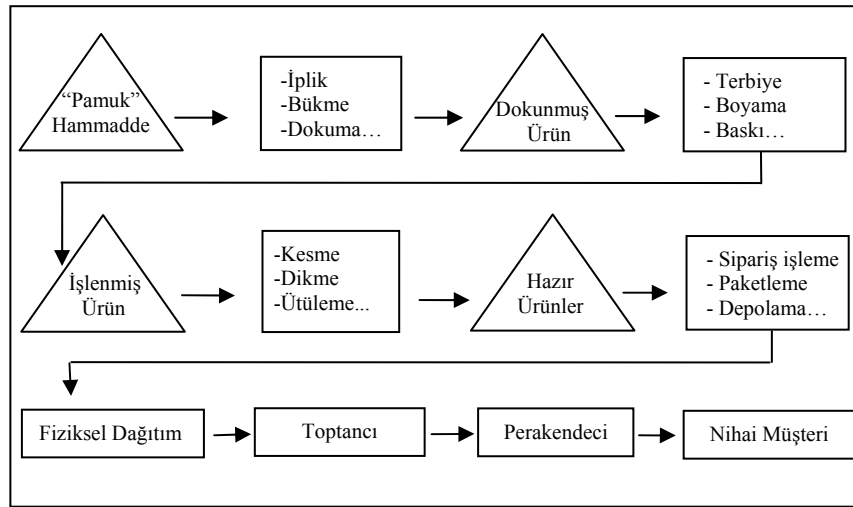 “Pamuk”
Hammadde
-İplik
-Bükme
-Dokuma…
Dokunmuş
Ürün
- Terbiye
- Boyama
- Baskı…
İşlenmiş
Ürün
-Kesme
-Dikme
-Ütüleme...
Hazır
Ürünler
- Sipariş işleme
- Paketleme
- Depolama…
Fiziksel Dağıtım
Toptancı
Perakendeci
Nihai Müşteri